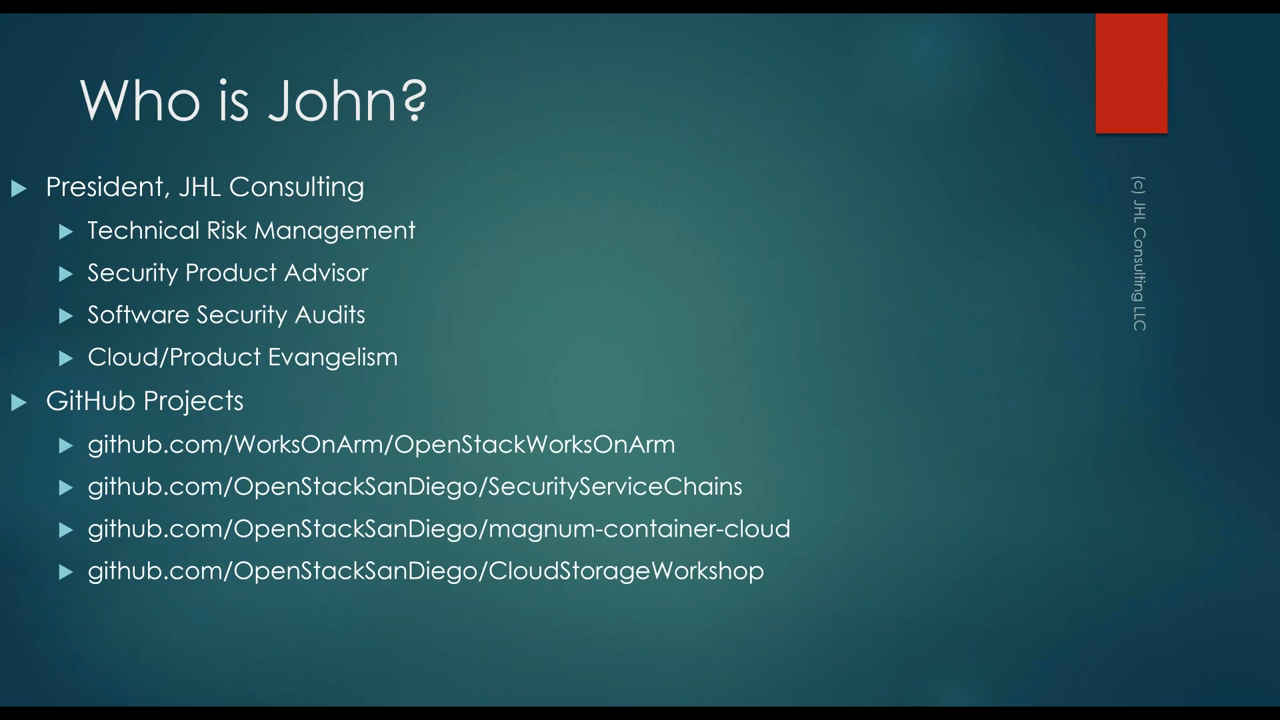 Who is John?
President, JHL Consulting
Technical Risk Management
Security Product Advisor
Software Security Audits
Cloud/Product Evangelism
GitHub Projects
github.com/WorksOnArm/OpenStackWorksOnArm
github.com/OpenStackSanDiego/SecurityServiceChains
github.com/OpenStackSanDiego/magnum-container-cloud
github.com/OpenStackSanDiego/CloudStorageWorkshop
(c) JHL Consulting LLC